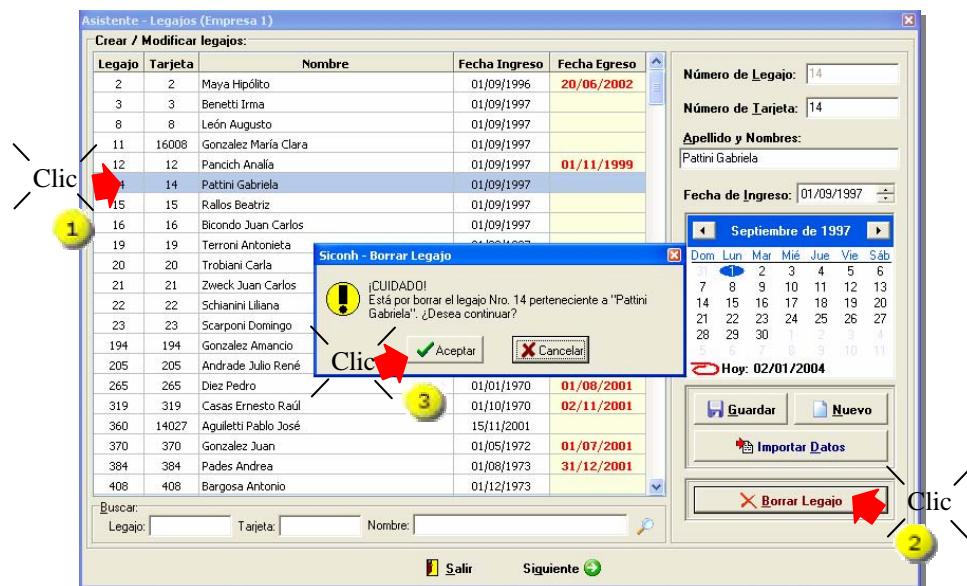 Asistente - Legajos (Empresa 1)
Crear / Modificar legajos:
Legajo Tarjeta Nombre Fecha Ingreso Fecha Egreso
2 2 Maya Hipólito 01/09/1996 20/06/2002
3 3 Benetti Irma 01/09/1997
8 8 León Augusto 01/09/1997
11 16008 Gonzalez María Clara 01/09/1997
12 12 Pancich Analía 01/09/1997 01/11/1999
14 Pattini Gabriela 01/09/1997
15 15 Rallos Beatriz 01/09/1997
16 16 Bicondo Juan Carlos 01/09/1997
19 19 Terroni Antonieta
20 20 Trobiani Carla
21 21 Zweck Juan Carlos
22 22 Schianini Liliana
23 23 Scarponi Domingo
194 194 Gonzalez Amancio
205 205 Andrade Julio René
265 265 Diez Pedro 01/01/1970 01/08/2001
319 319 Casas Ernesto Raúl 01/10/1970 02/11/2001
360 14027 Aguiletti Pablo José 15/11/2001
370 370 Gonzalez Juan 01/05/1972 01/07/2001
384 384 Pades Andrea 01/08/1973 31/12/2001
408 408 Bargosa Antonio 01/12/1973
Buscar:
Legajo: Tarjeta: Nombre:
Salir Siguiente
Clic
1
Siconh - Borrar Legajo
¡CUIDADO!
Está por borrar el legajo Nro. 14 perteneciente a "Pattini
Gabriela". ¿Desea continuar?
Aceptar Cancelar
Clic
3
Número de Legajo: 14
Número de Tarjeta: 14
Apellido y Nombres:
Pattini Gabriela
Fecha de Ingreso: 01/09/1997
Septiembre de 1997
Dom Lun Mar Mié Jue Vie Sáb
31 1 2 3 4 5 6
7 8 9 10 11 12 13
14 15 16 17 18 19 20
21 22 23 24 25 26 27
28 29 30 1 2 3 4
5 6 7 8 9 10 11
Hoy: 02/01/2004
Guardar Nuevo
Importar Datos
Borrar Legajo
Clic
2